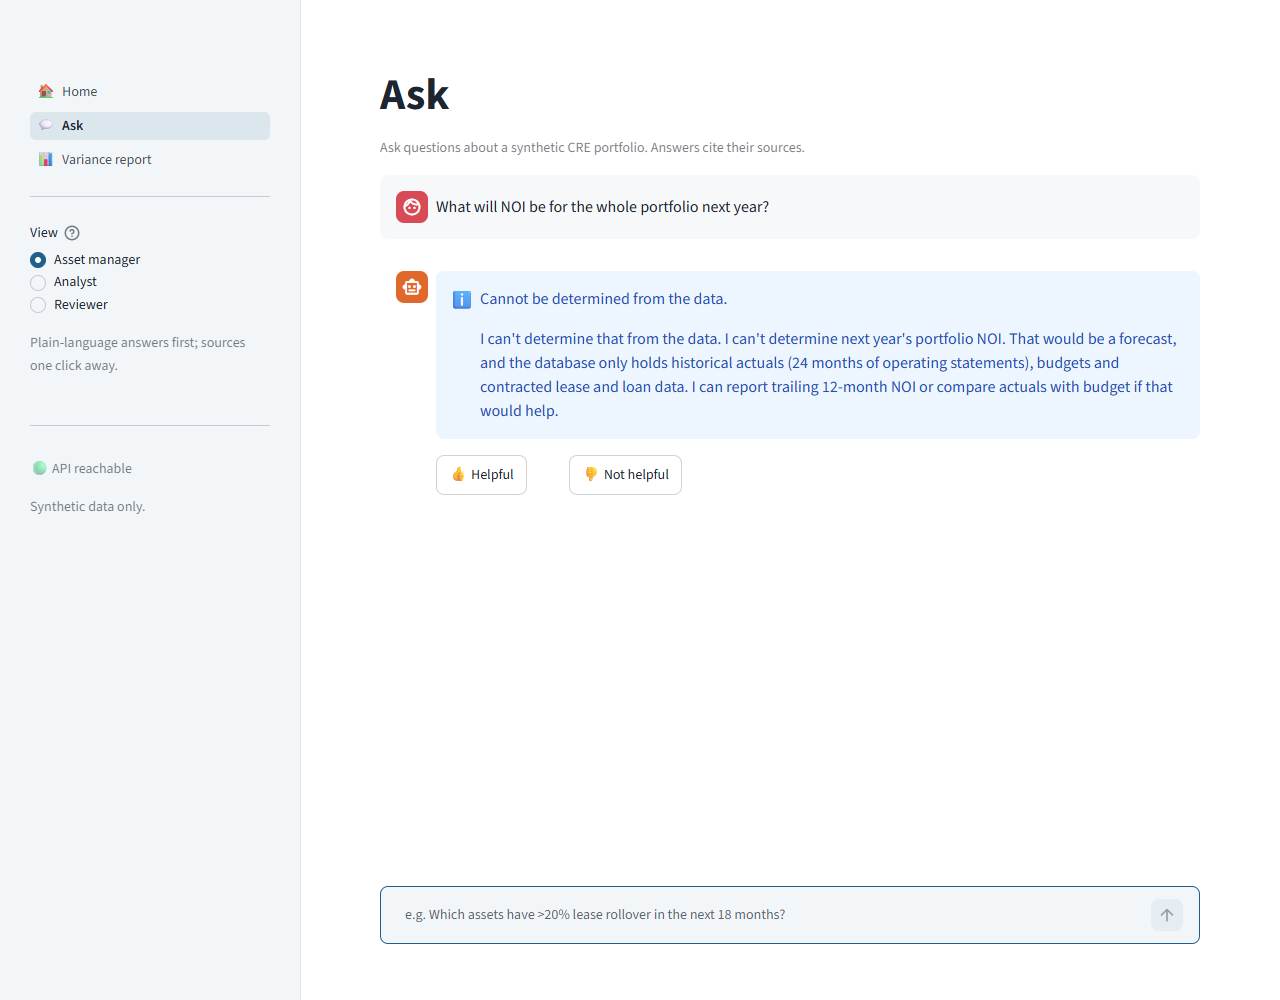 Home
Ask
Variance report
View
Asset manager
Analyst
Reviewer
Plain-language answers first; sources
one click away.
API reachable
Synthetic data only.
Ask
Ask questions about a synthetic CRE portfolio. Answers cite their sources.
What will NOI be for the whole portfolio next year?
Cannot be determined from the data.
I can't determine that from the data. I can't determine next year's portfolio NOI. That would be a forecast,
and the database only holds historical actuals (24 months of operating statements), budgets and
contracted lease and loan data. I can report trailing 12-month NOI or compare actuals with budget if that
would help.
Helpful
Not helpful
e.g. Which assets have >20% lease rollover in the next 18 months?